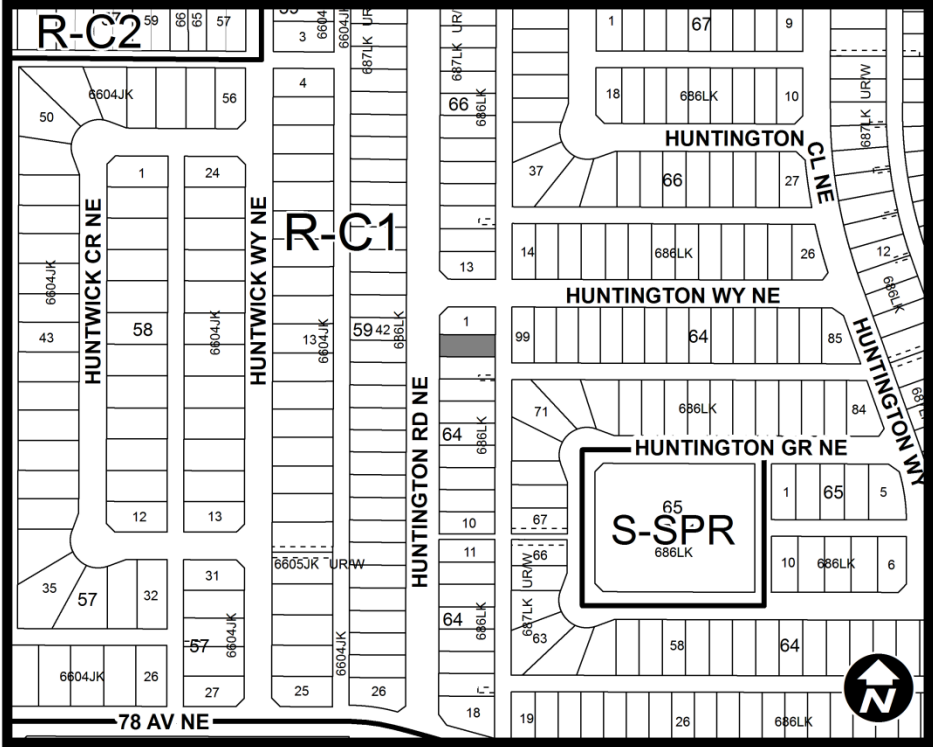 R-C2
59
66
65
57
3
6604JK
6604JK
UR/W
687LK
UR/
687LK
1
67
9
6604JK
50
56
4
66
686LK
18
686LK
10
687LK UR/W
HUNTINGTON CL NE
37
66
27
1
24
HUNTWICK CR NE
HUNTWICK WY NE
R-C1
6604JK
13
14
686LK
26
12
686LK
HUNTINGTON WY NE
43
58
6604JK
13
6604JK
59
42
686LK
1
99
64
85
HUNTINGTON WY
HUNTINGTON RD NE
71
686LK
84
64
686LK
HUNTINGTON GR NE
12
13
10
67
65
S-SPR
686LK
1
65
5
6605JK UR/W
11
66
687LK UR/W
10
686LK
6
35
57
32
31
57
6604JK
6604JK
64
686LK
63
58
64
6604JK
26
27
25
26
18
19
26
686LK
N
78 AV NE